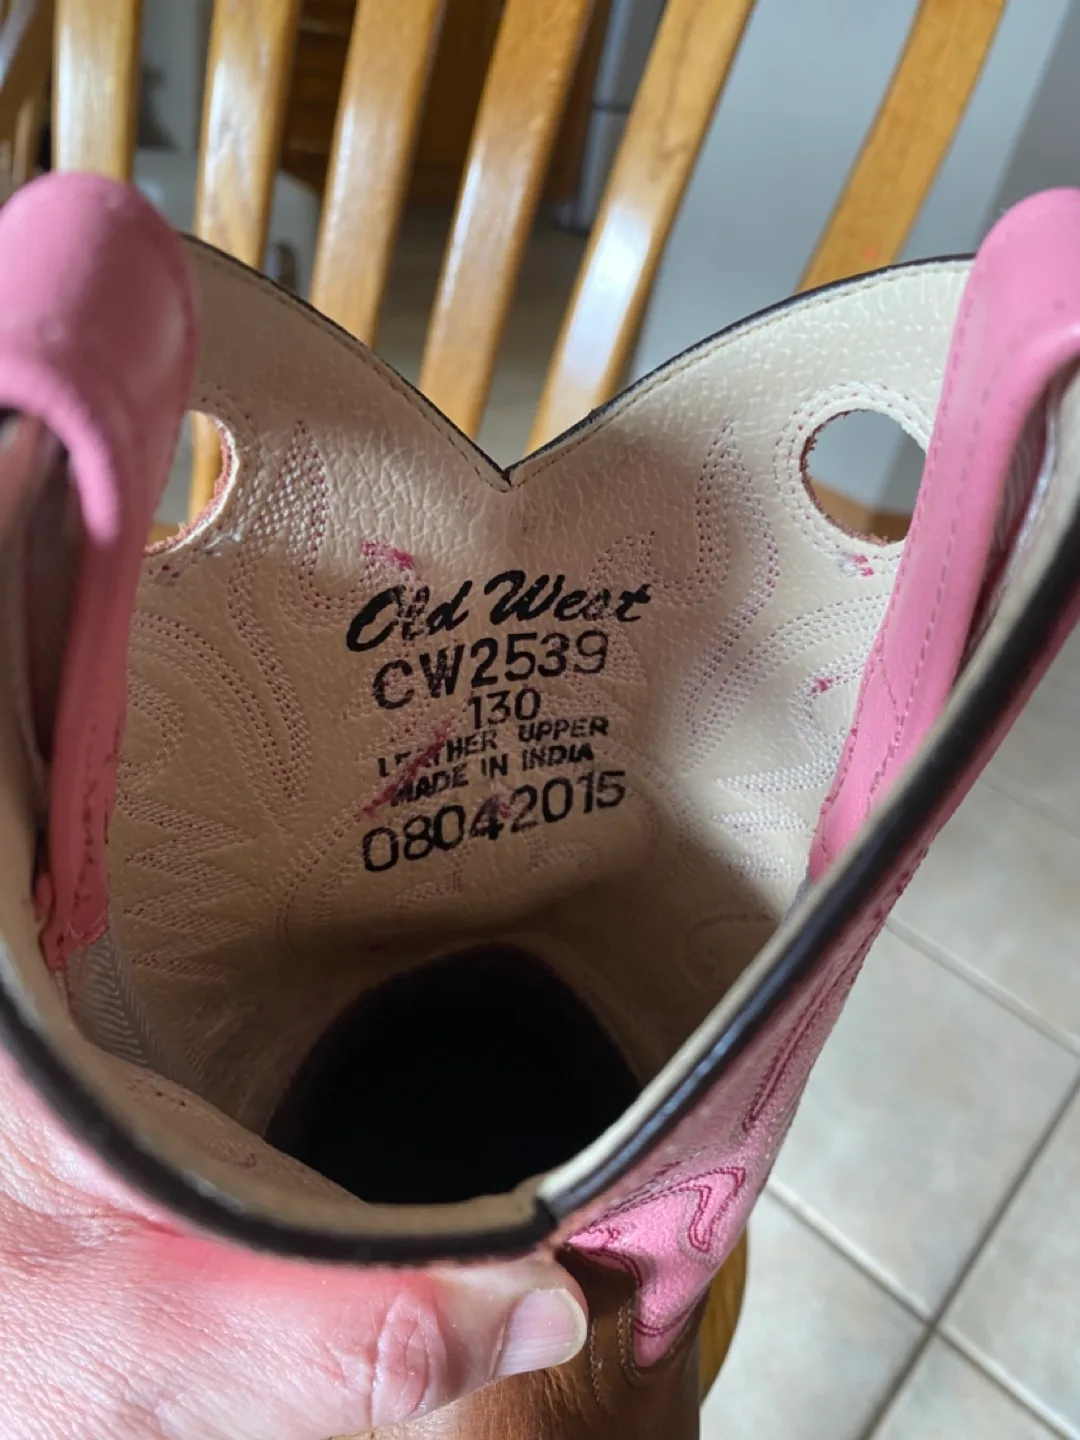 Old West
CW2539
130
LEATHER UPPER
MADE IN INDIA
08042015